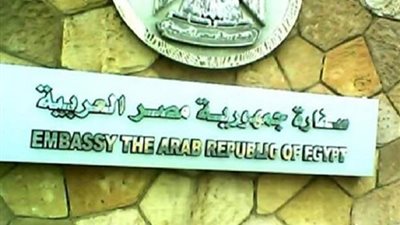 سفارة جمهورية مصر العربية
EMBASSY THE ARAB REPUBLIC OF EGYPT